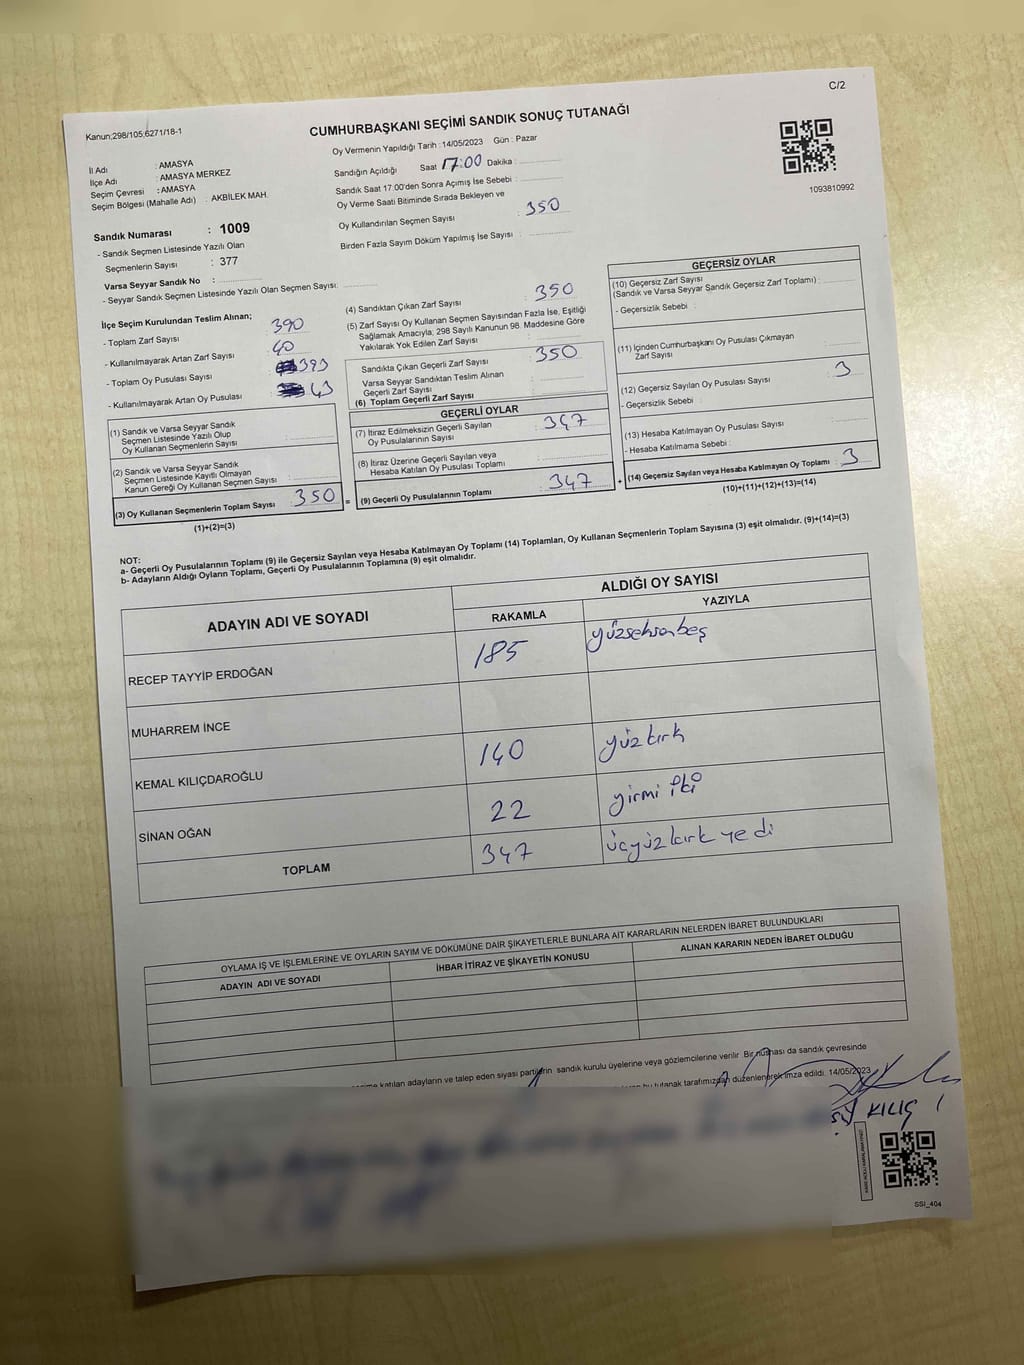 C/2
Kanun;298/105;6271/18-1
CUMHURBAŞKANI SEÇİMİ SANDIK SONUÇ TUTANAĞI
İl Adı : AMASYA
İlçe Adı : AMASYA MERKEZ
Seçim Çevresi : AMASYA
Seçim Bölgesi (Mahalle Adı) : AKBİLEK MAH.
Oy Vermenin Yapıldığı Tarih :14/05/2023 Gün : Pazar
Sandığın Açıldığı Saat 17:00 Dakika :
Sandık Saat 17.00'den Sonra Açımış İse Sebebi :
Oy Verme Saati Bitiminde Sırada Bekleyen ve
Oy Kullandırılan Seçmen Sayısı : 350
Birden Fazla Sayım Döküm Yapılmış İse Sayısı :
1093810992
Sandık Numarası : 1009
- Sandık Seçmen Listesinde Yazılı Olan
Seçmenlerin Sayısı : 377
Varsa Seyyar Sandık No :
- Seyyar Sandık Seçmen Listesinde Yazılı Olan Seçmen Sayısı:
İlçe Seçim Kurulundan Teslim Alınan;
- Toplam Zarf Sayısı : 390
- Kullanılmayarak Artan Zarf Sayısı : 40
- Toplam Oy Pusulası Sayısı 393
- Kullanılmayarak Artan Oy Pusulası 43
(1) Sandık ve Varsa Seyyar Sandık
Seçmen Listesinde Yazılı Olup
Oy Kullanan Seçmenlerin Sayısı :
(2) Sandık ve Varsa Seyyar Sandık
Seçmen Listesinde Kayıtlı Olmayan
Kanun Gereği Oy Kullanan Seçmen Sayısı :
(3) Oy Kullanan Seçmenlerin Toplam Sayısı : 350 =
(1)+(2)=(3)
(4) Sandıktan Çıkan Zarf Sayısı : 350
(5) Zarf Sayısı Oy Kullanan Seçmen Sayısından Fazla İse, Eşitliği
Sağlamak Amacıyla; 298 Sayılı Kanunun 98. Maddesine Göre
Yakılarak Yok Edilen Zarf Sayısı :
Sandıkta Çıkan Geçerli Zarf Sayısı : 350
Varsa Seyyar Sandıktan Teslim Alınan
Geçerli Zarf Sayısı :
(6) Toplam Geçerli Zarf Sayısı :
GEÇERLİ OYLAR
(7) İtiraz Edilmeksizin Geçerli Sayılan
Oy Pusulalarının Sayısı : 347
(8) İtiraz Üzerine Geçerli Sayılan veya
Hesaba Katılan Oy Pusulası Toplamı :
(9) Geçerli Oy Pusulalarının Toplamı : 347 +
GEÇERSİZ OYLAR
(10) Geçersiz Zarf Sayısı
(Sandık ve Varsa Seyyar Sandık Geçersiz Zarf Toplamı) :
- Geçersizlik Sebebi :
(11) İçinden Cumhurbaşkanı Oy Pusulası Çıkmayan
Zarf Sayısı :
(12) Geçersiz Sayılan Oy Pusulası Sayısı : 3
- Geçersizlik Sebebi :
(13) Hesaba Katılmayan Oy Pusulası Sayısı :
- Hesaba Katılmama Sebebi :
(14) Geçersiz Sayılan veya Hesaba Katılmayan Oy Toplamı : 3
(10)+(11)+(12)+(13)=(14)
NOT:
a- Geçerli Oy Pusulalarının Toplamı (9) ile Geçersiz Sayılan veya Hesaba Katılmayan Oy Toplamı (14) Toplamları, Oy Kullanan Seçmenlerin Toplam Sayısına (3) eşit olmalıdır. (9)+(14)=(3)
b- Adayların Aldığı Oyların Toplamı, Geçerli Oy Pusulalarının Toplamına (9) eşit olmalıdır.
ADAYIN ADI VE SOYADI
ALDIĞI OY SAYISI
RAKAMLA YAZIYLA
RECEP TAYYİP ERDOĞAN 185 yüzseksenbeş
MUHARREM İNCE
KEMAL KILIÇDAROĞLU 140 yüzkırk
SİNAN OĞAN 22 yirmi iki
TOPLAM 347 üçyüzkırk yedi
OYLAMA İŞ VE İŞLEMLERİNE VE OYLARIN SAYIM VE DÖKÜMÜNE DAİR ŞİKAYETLERLE BUNLARA AİT KARARLARIN NELERDEN İBARET BULUNDUKLARI
ADAYIN ADI VE SOYADI İHBAR İTİRAZ VE ŞİKAYETİN KONUSU ALINAN KARARIN NEDEN İBARET OLDUĞU
katılan adayların ve talep eden siyasi partilerin sandık kurulu üyelerine veya gözlemcilerine verilir Bir nüshası da sandık çevresinde
bu tutanak tarafımızdan düzenlenerek imza edildi. 14/05/2023
KILIÇ
SSI_404